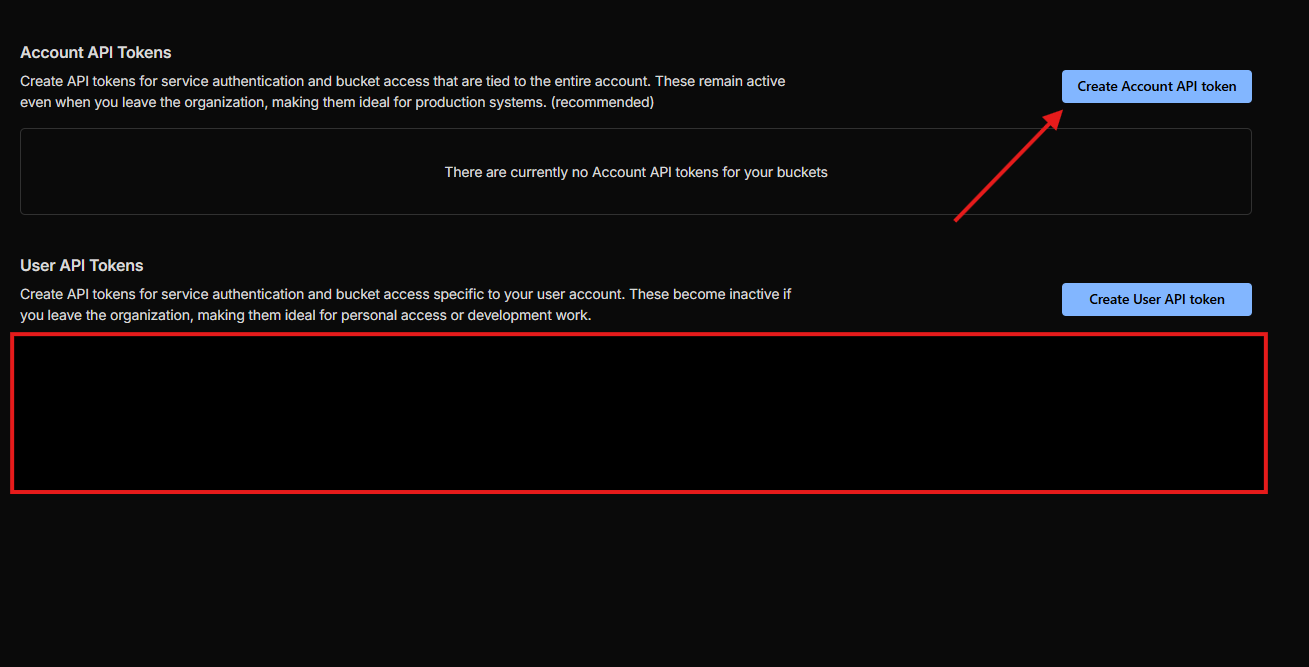 Account API Tokens
Create API tokens for service authentication and bucket access that are tied to the entire account. These remain active
even when you leave the organization, making them ideal for production systems. (recommended)
Create Account API token
There are currently no Account API tokens for your buckets
User API Tokens
Create API tokens for service authentication and bucket access specific to your user account. These become inactive if
you leave the organization, making them ideal for personal access or development work.
Create User API token